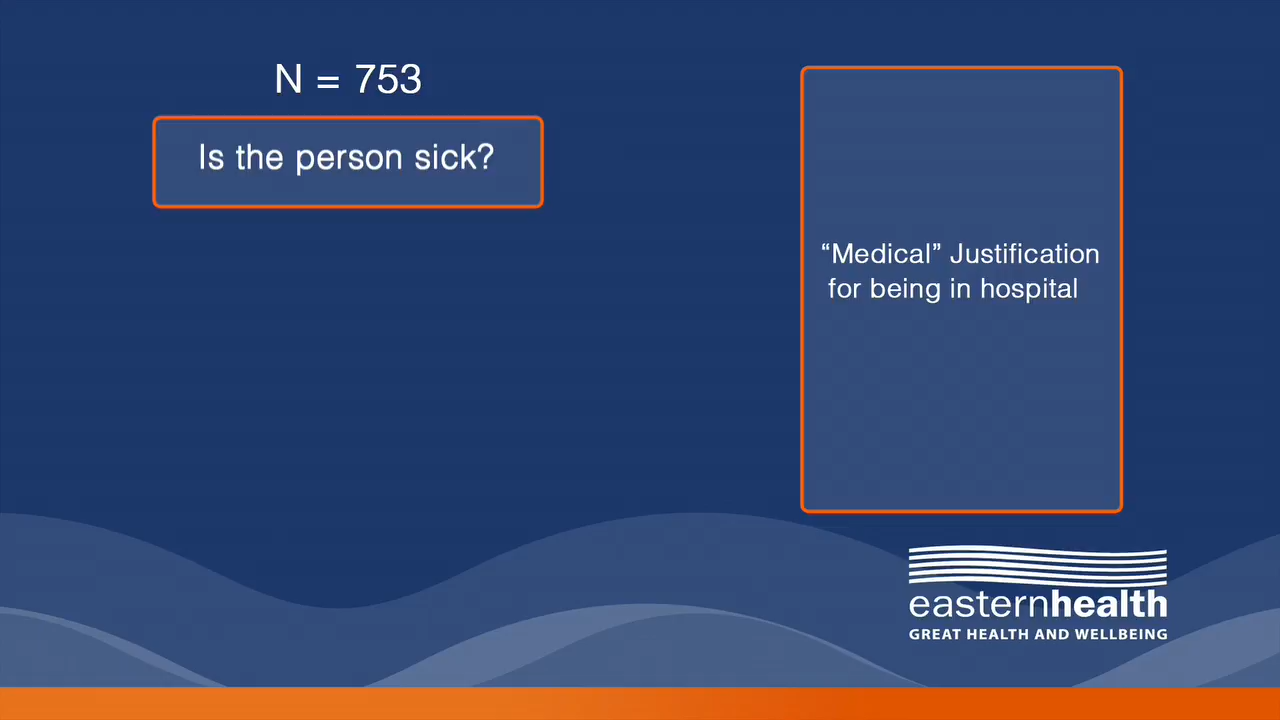 N = 753
Is the person sick?
“Medical” Justification
for being in hospital
easternhealth
GREAT HEALTH AND WELLBEING